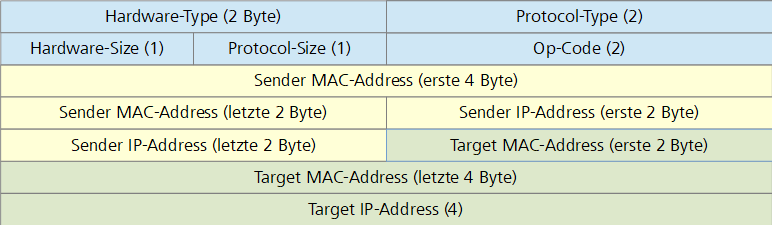 Hardware-Type (2 Byte) Protocol-Type (2)
Hardware-Size (1) Protocol-Size (1) Op-Code (2)
Sender MAC-Address (erste 4 Byte)
Sender MAC-Address (letzte 2 Byte) Sender IP-Address (erste 2 Byte)
Sender IP-Address (letzte 2 Byte) Target MAC-Address (erste 2 Byte)
Target MAC-Address (letzte 4 Byte)
Target IP-Address (4)